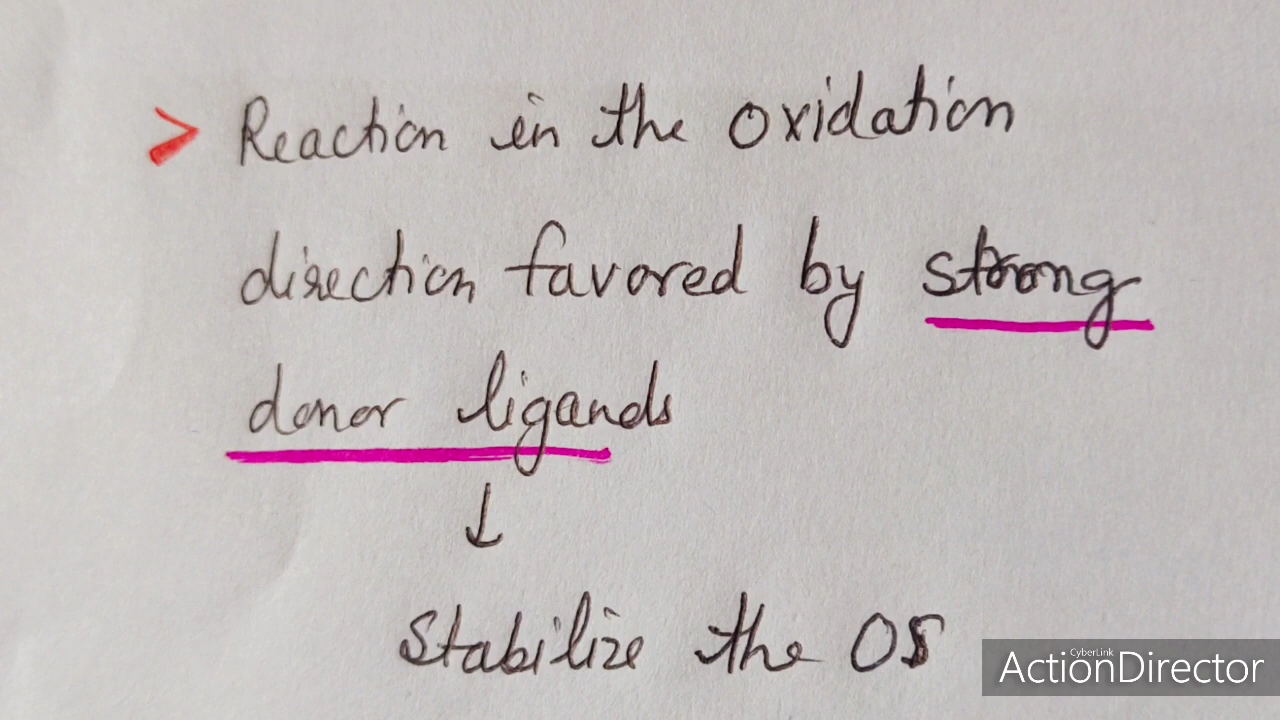 > Reaction in the oxidation
direction favored by strong
donor ligands
↓
Stabilize the OS
CyberLink
ActionDirector